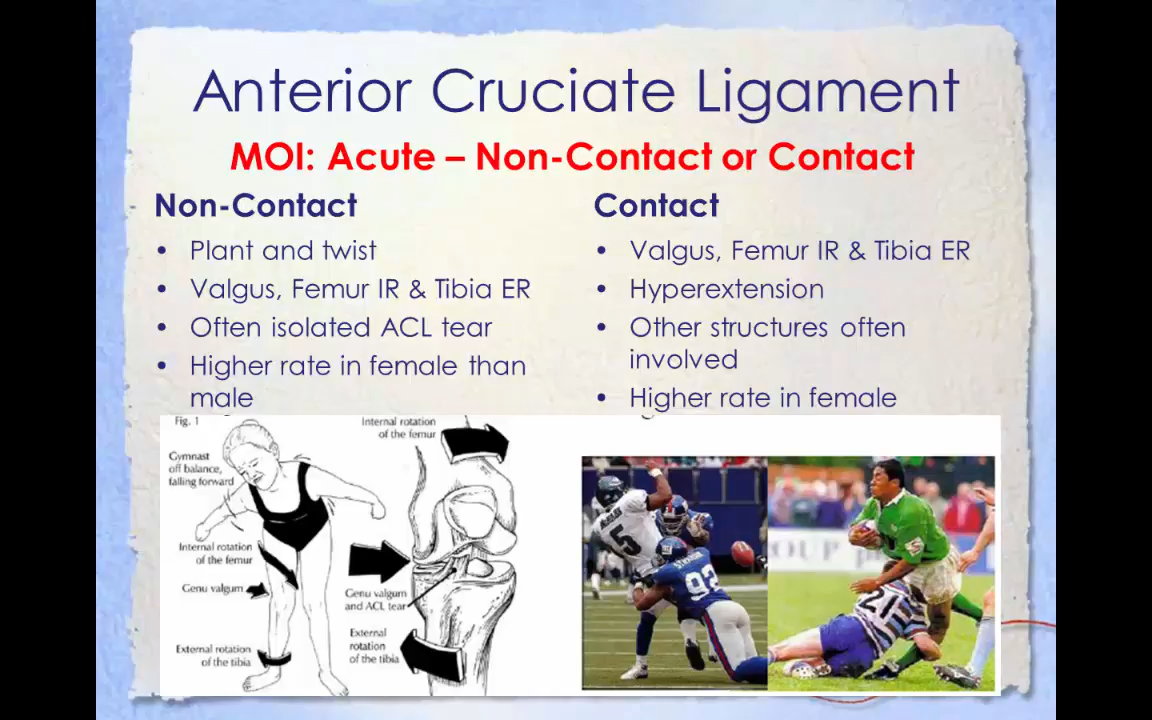 Anterior Cruciate Ligament
MOI: Acute – Non-Contact or Contact
Non-Contact
• Plant and twist
• Valgus, Femur IR & Tibia ER
• Often isolated ACL tear
• Higher rate in female than
male
Contact
• Valgus, Femur IR & Tibia ER
• Hyperextension
• Other structures often
involved
• Higher rate in female
Fig. 1
Gymnast
off balance,
falling forward
Internal rotation
of the femur
Genu valgum
External rotation
of the tibia
Internal rotation
of the femur
Genu valgum
and ACL tear
External
rotation
of the tibia
5
92
OUP
21